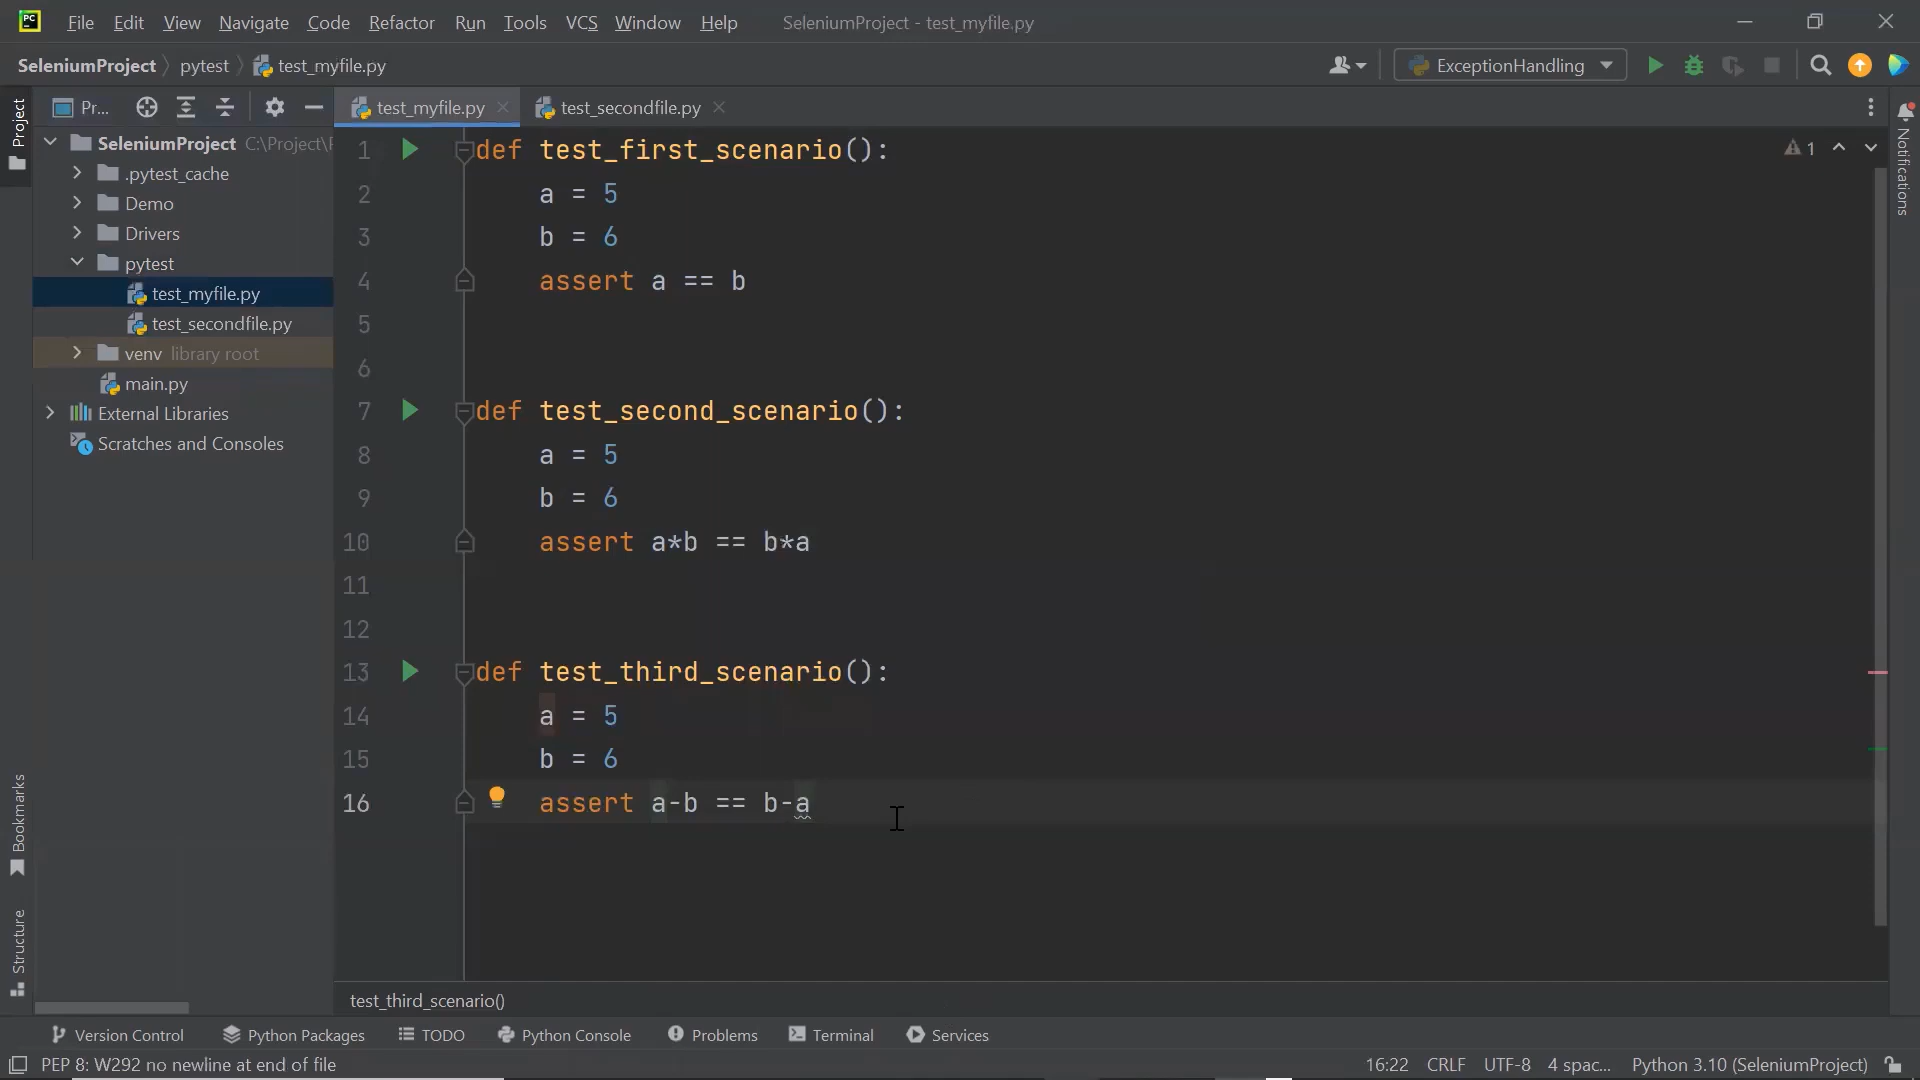 PC File Edit View Navigate Code Refactor Run Tools VCS Window Help SeleniumProject - test_myfile.py
SeleniumProject pytest test_myfile.py ExceptionHandling
Project Pr... test_myfile.py test_secondfile.py
SeleniumProject
.pytest_cache
Demo
Drivers
pytest
test_myfile.py
test_secondfile.py
venv library root
main.py
External Libraries
Scratches and Consoles
1 def test_first_scenario():
2 a = 5
3 b = 6
4 assert a == b
5
6
7 def test_second_scenario():
8 a = 5
9 b = 6
10 assert a*b == b*a
11
12
13 def test_third_scenario():
14 a = 5
15 b = 6
16 assert a-b == b-a
1
Notifications
Bookmarks
Structure
test_third_scenario()
Version Control Python Packages TODO Python Console Problems Terminal Services
PEP 8: W292 no newline at end of file 16:22 CRLF UTF-8 4 spac... Python 3.10 (SeleniumProject)